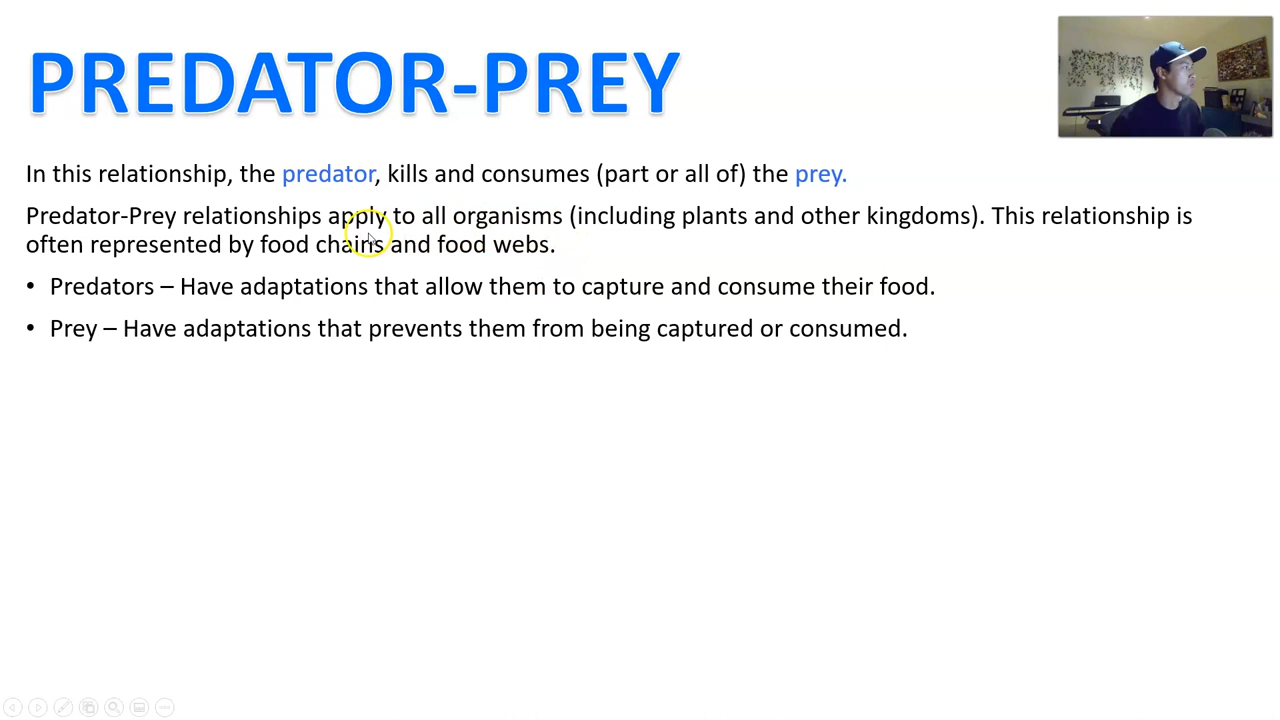 PREDATOR-PREY
In this relationship, the predator, kills and consumes (part or all of) the prey.
Predator-Prey relationships apply to all organisms (including plants and other kingdoms). This relationship is
often represented by food chains and food webs.
• Predators – Have adaptations that allow them to capture and consume their food.
• Prey – Have adaptations that prevents them from being captured or consumed.